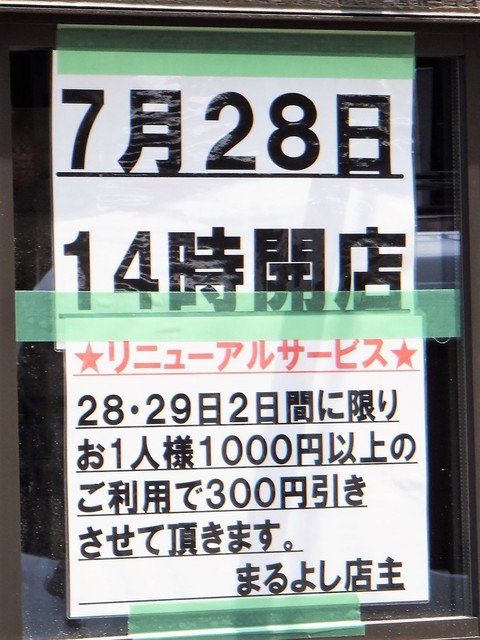 7月28日
14時開店
★リニューアルサービス★
28・29日2日間に限り
お1人様1000円以上の
ご利用で300円引き
させて頂きます。
まるよし店主